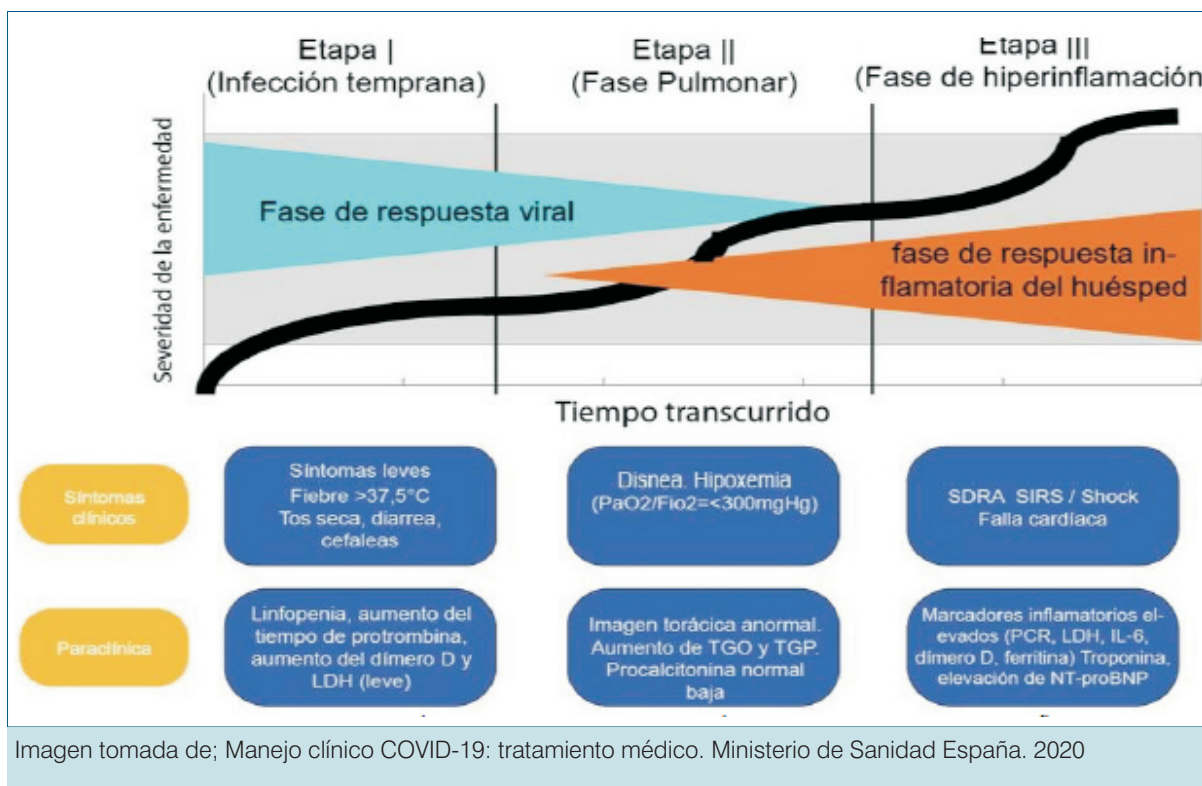 Etapa |
(Infección temprana)
Etapa ||
(Fase Pulmonar)
Etapa |||
(Fase de hiperinflamación)
Severidad de la enfermedad
Fase de respuesta viral
fase de respuesta in-
flamatoria del huésped
Tiempo transcurrido
Síntomas
clínicos
Síntomas leves
Fiebre >37,5°C
Tos seca, diarrea,
cefaleas
Disnea. Hipoxemia
(PaO2/Fio2=<300mgHg)
SDRA SIRS / Shock
Falla cardíaca
Paraclínica
Linfopenia, aumento del
tiempo de protrombina,
aumento del dímero D y
LDH (leve)
Imagen torácica anormal.
Aumento de TGO y TGP.
Procalcitonina normal
baja
Marcadores inflamatorios el-
evados (PCR, LDH, IL-6,
dímero D, ferritina) Troponina,
elevación de NT-proBNP
Imagen tomada de; Manejo clínico COVID-19: tratamiento médico. Ministerio de Sanidad España. 2020